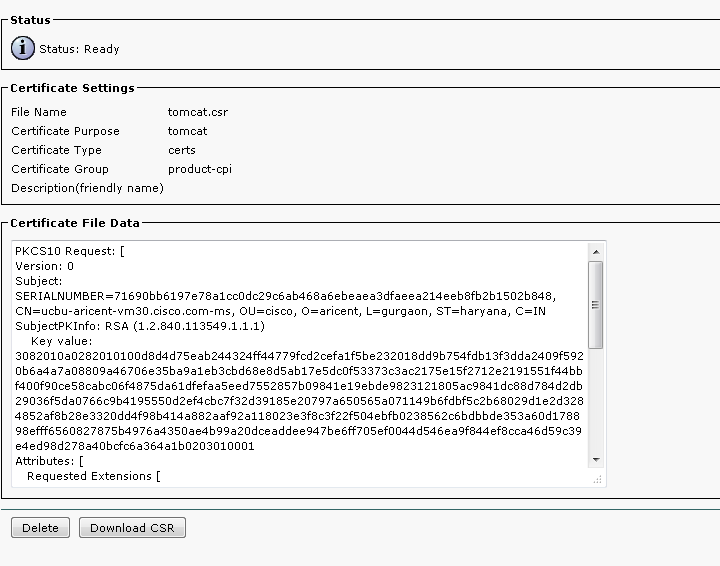 Status
Status: Ready
Certificate Settings
File Name tomcat.csr
Certificate Purpose tomcat
Certificate Type certs
Certificate Group product-cpi
Description(friendly name)
Certificate File Data
PKCS10 Request: [
Version: 0
Subject:
SERIALNUMBER=71690bb6197e78a1cc0dc29c6ab468a6ebeaea3dfaeea214eeb8fb2b1502b848,
CN=ucbu-aricent-vm30.cisco.com-ms, OU=cisco, O=aricent, L=gurgaon, ST=haryana, C=IN
SubjectPKInfo: RSA (1.2.840.113549.1.1.1)
Key value:
3082010a0282010100d8d4d75eab244324ff44779fcd2cefa1f5be232018dd9b754fdb13f3dda2409f592
0b6a4a7a08809a46706e35ba9a1eb3cbd68e8d5ab17e5dc0f53373c3ac2175e15f2712e2191551f44bb
f400f90ce58cabc06f4875da61dfefaa5eed7552857b09841e19ebde9823121805ac9841dc88d784d2db
29036f5da0766c9b4195550d2ef4cbc7f32d39185e20797a650565a071149b6fdbf5c2b68029d1e2d328
4852af8b28e3320dd4f98b414a882aaf92a118023e3f8c3f22f504ebfb0238562c6bdbbde353a60d1788
98efff6560827875b4976a4350ae4b99a20dceaddee947be6ff705ef0044d546ea9f844ef8cca46d59c39
e4ed98d278a40bcfc6a364a1b0203010001
Attributes: [
Requested Extensions [
Delete Download CSR